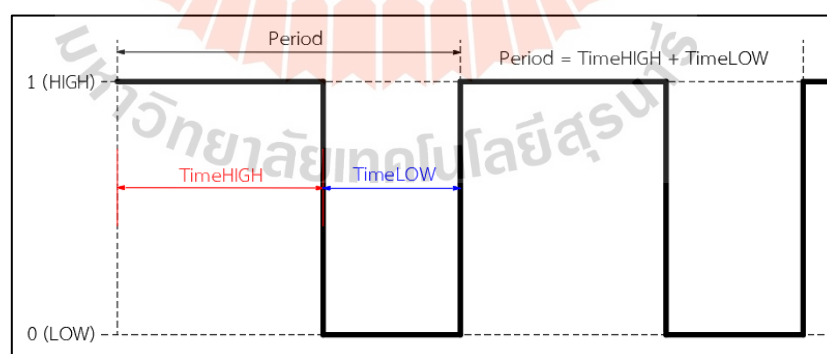 Period
Period = TimeHIGH + TimeLOW
1 (HIGH)
มหาวิทยาลัยเทคโนโลยีสุรนารี
TimeHIGH
TimeLOW
0 (LOW)